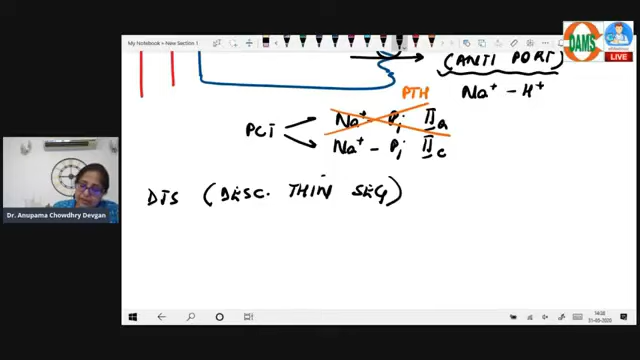 My Notebook » New Section 1
DAMS
LIVE
(ANTI PORT)
Na+ - H+
PTH
PCT
Na+ - Pi IIa
Na+ - Pi IIc
DTS (DESC. THIN SEG)
Dr. Anupama Chowdhry Devgan
14:38
31-05-2020